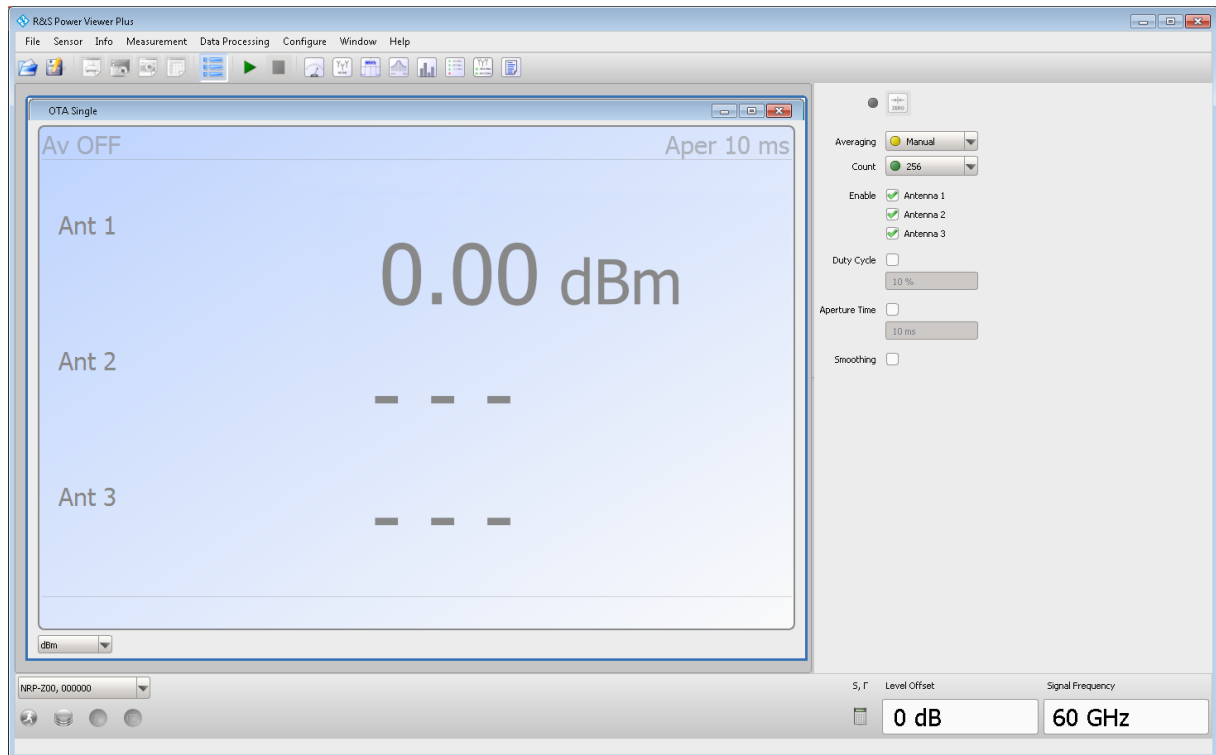 R&S Power Viewer Plus
File Sensor Info Measurement Data Processing Configure Window Help
OTA Single
Av OFF Aper 10 ms
Ant 1
0.00 dBm
Ant 2
- - -
Ant 3
- - -
dBm
ZERO
Averaging Manual
Count 256
Enable Antenna 1
Antenna 2
Antenna 3
Duty Cycle
10 %
Aperture Time
10 ms
Smoothing
NRP-Z00, 000000
S, Γ Level Offset Signal Frequency
0 dB 60 GHz